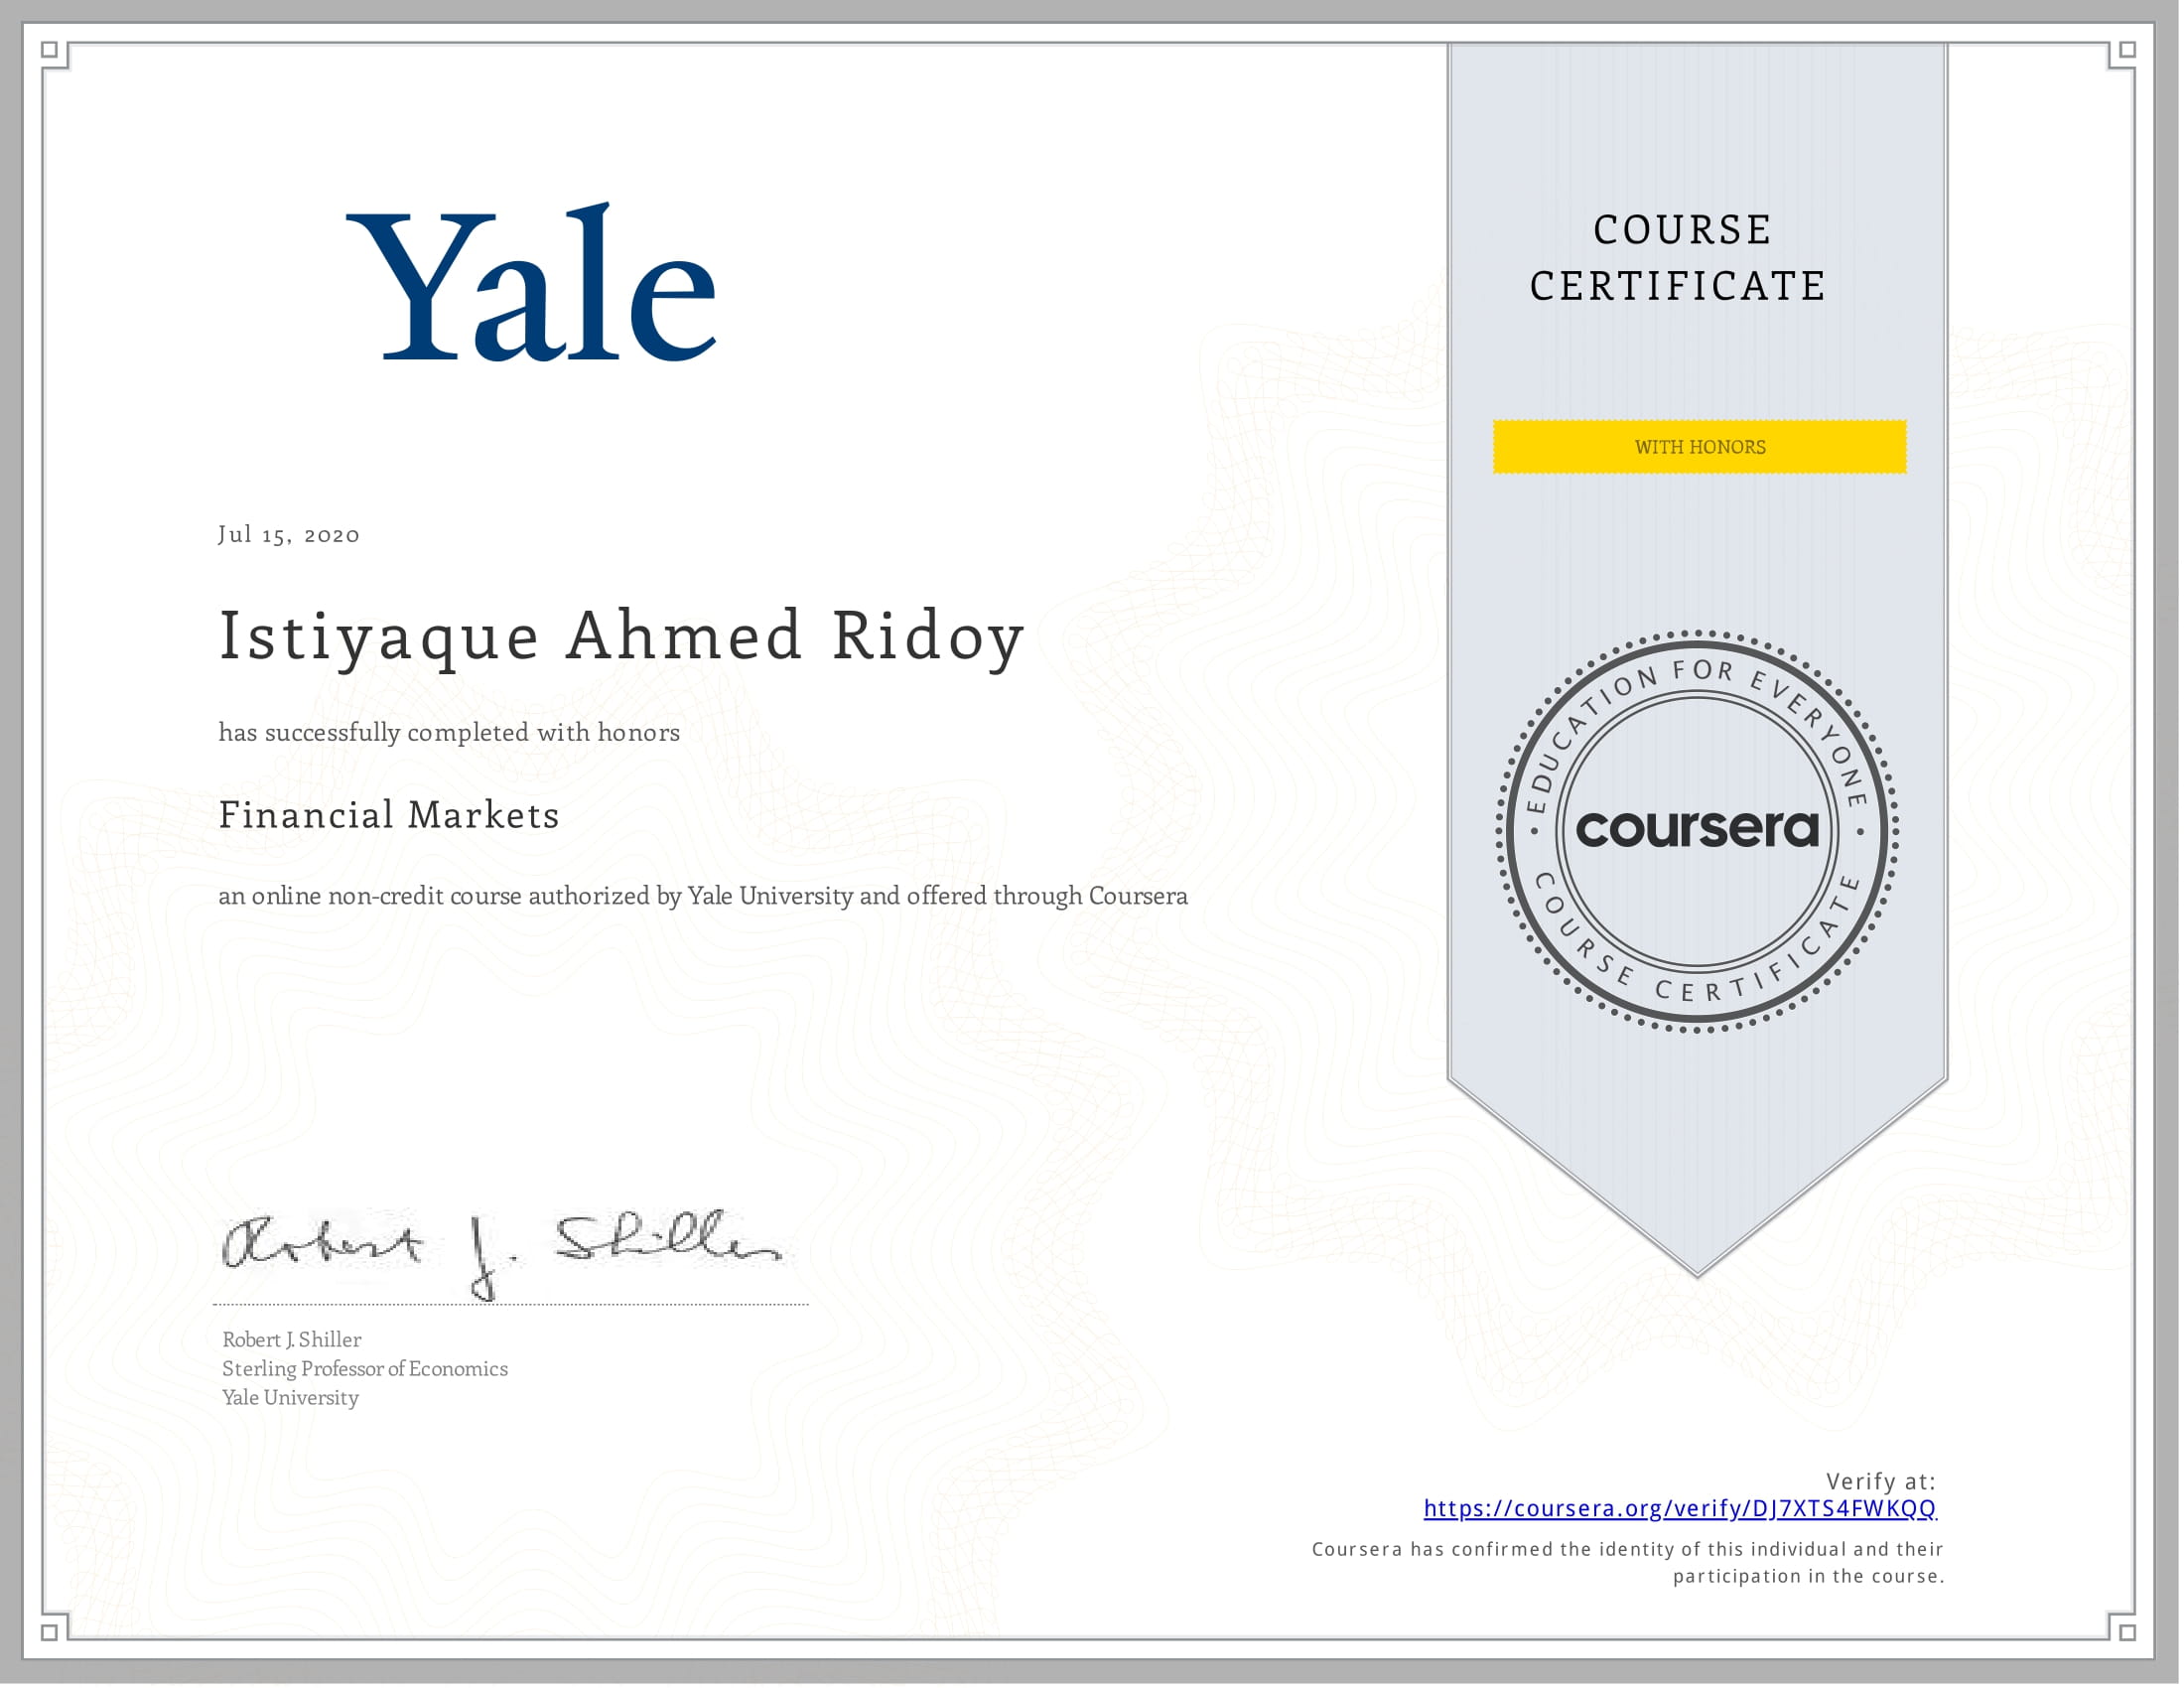 Yale
COURSE
CERTIFICATE
WITH HONORS
Jul 15, 2020
Istiyaque Ahmed Ridoy
has successfully completed with honors
Financial Markets
an online non-credit course authorized by Yale University and offered through Coursera
EDUCATION FOR EVERYONE
coursera
COURSE CERTIFICATE
Robert J. Shiller
Robert J. Shiller
Sterling Professor of Economics
Yale University
Verify at:
https://coursera.org/verify/DJ7XTS4FWKQQ
Coursera has confirmed the identity of this individual and their
participation in the course.